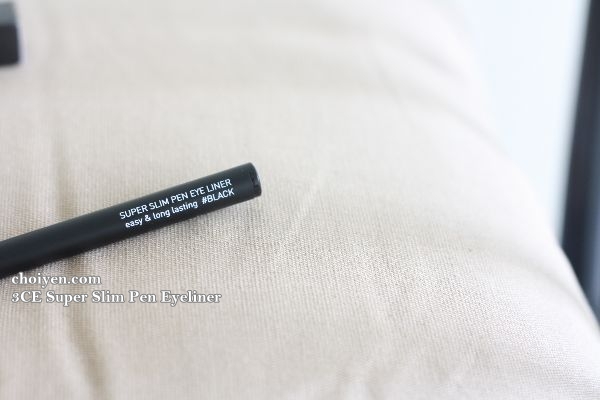 SUPER SLIM PEN EYE LINER
easy & long lasting #BLACK
choiyen.com
3CE Super Slim Pen Eyeliner